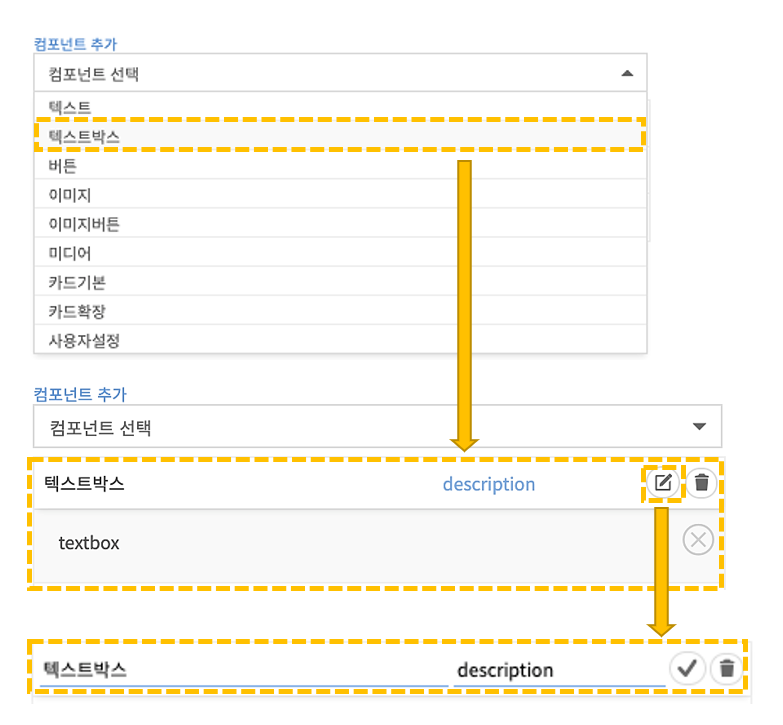 컴포넌트 추가
컴포넌트 선택
텍스트
텍스트박스
버튼
이미지
이미지버튼
미디어
카드기본
카드확장
사용자설정
컴포넌트 추가
컴포넌트 선택
텍스트박스 description
textbox
텍스트박스 description